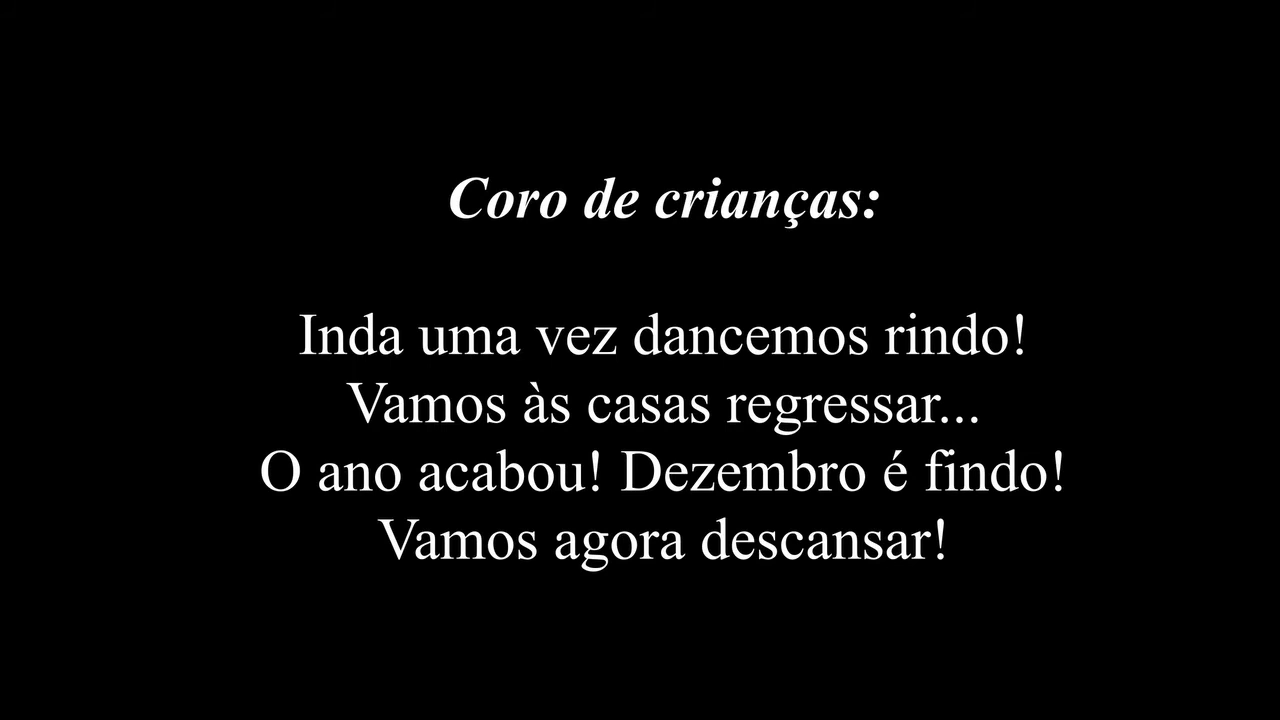 Coro de crianças:
Inda uma vez dancemos rindo!
Vamos às casas regressar...
O ano acabou! Dezembro é findo!
Vamos agora descansar!